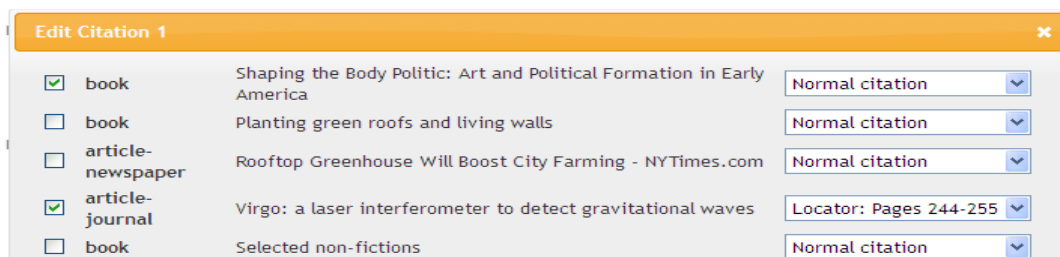 Edit Citation 1
book Shaping the Body Politic: Art and Political Formation in Early Normal citation
America
book Planting green roofs and living walls Normal citation
article-
newspaper Rooftop Greenhouse Will Boost City Farming - NYTimes.com Normal citation
article-
journal Virgo: a laser interferometer to detect gravitational waves Locator: Pages 244-255
book Selected non-fictions Normal citation